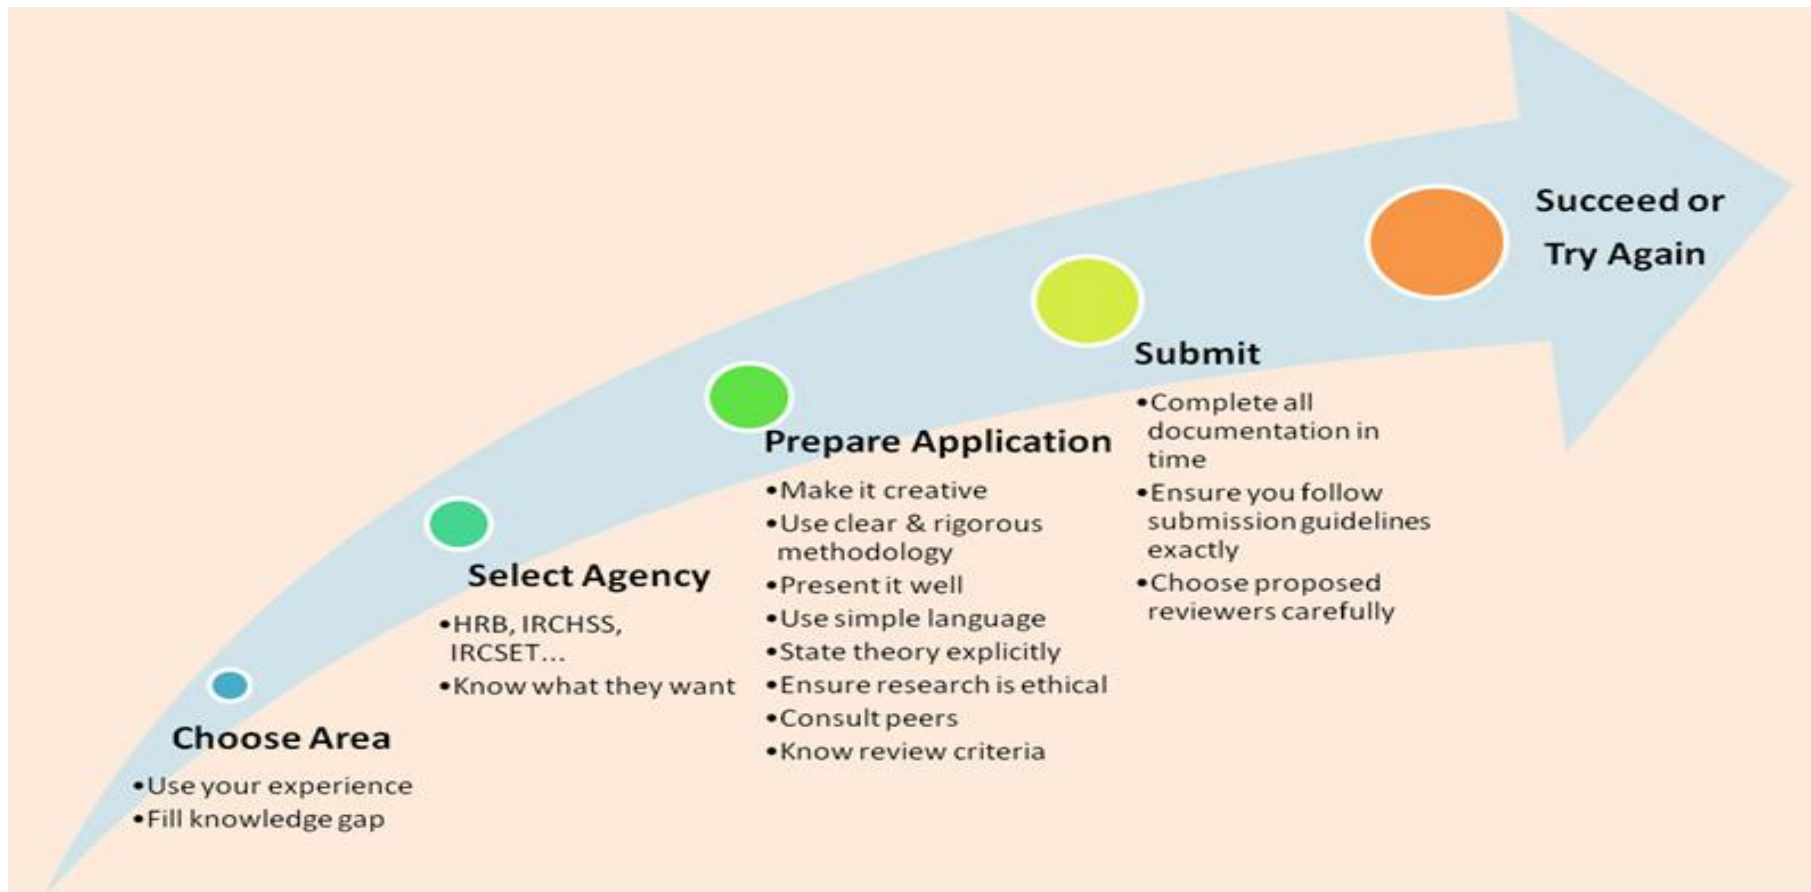 Choose Area
•Use your experience
•Fill knowledge gap
Select Agency
•HRB, IRCHSS,
IRCSET...
•Know what they want
Prepare Application
•Make it creative
•Use clear & rigorous
methodology
•Present it well
•Use simple language
•State theory explicitly
•Ensure research is ethical
•Consult peers
•Know review criteria
Submit
•Complete all
documentation in
time
•Ensure you follow
submission guidelines
exactly
•Choose proposed
reviewers carefully
Succeed or
Try Again